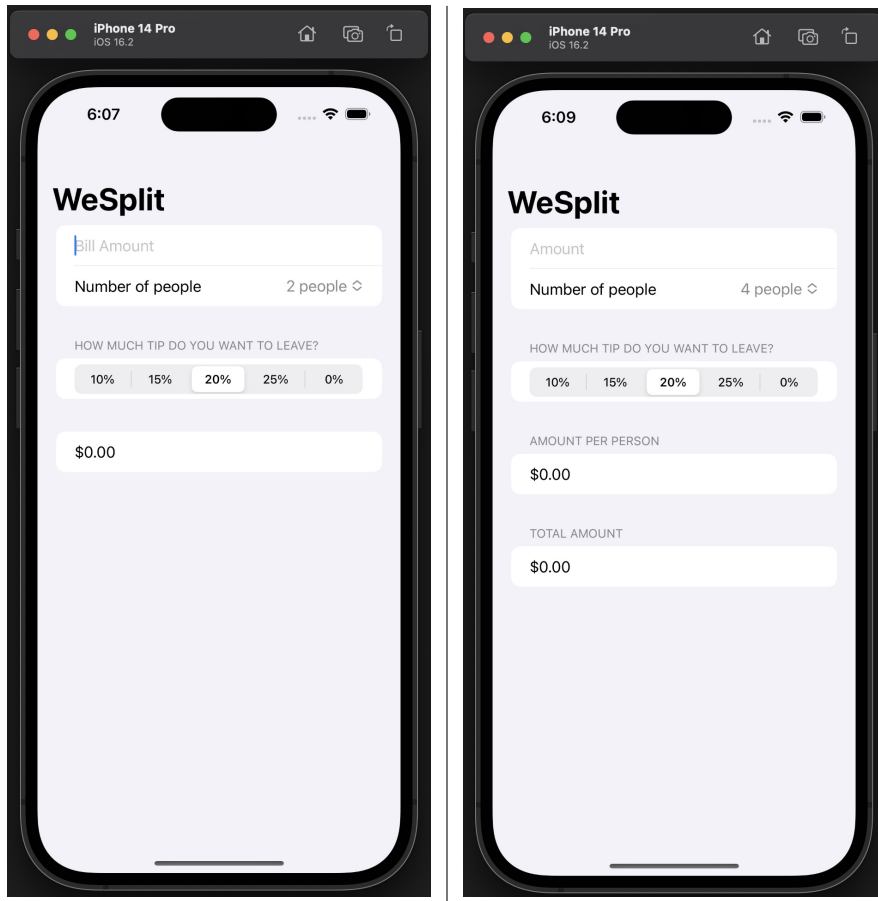 iPhone 14 Pro
iOS 16.2
6:07
WeSplit
Bill Amount
Number of people 2 people
HOW MUCH TIP DO YOU WANT TO LEAVE?
10% 15% 20% 25% 0%
$0.00
iPhone 14 Pro
iOS 16.2
6:09
WeSplit
Amount
Number of people 4 people
HOW MUCH TIP DO YOU WANT TO LEAVE?
10% 15% 20% 25% 0%
AMOUNT PER PERSON
$0.00
TOTAL AMOUNT
$0.00